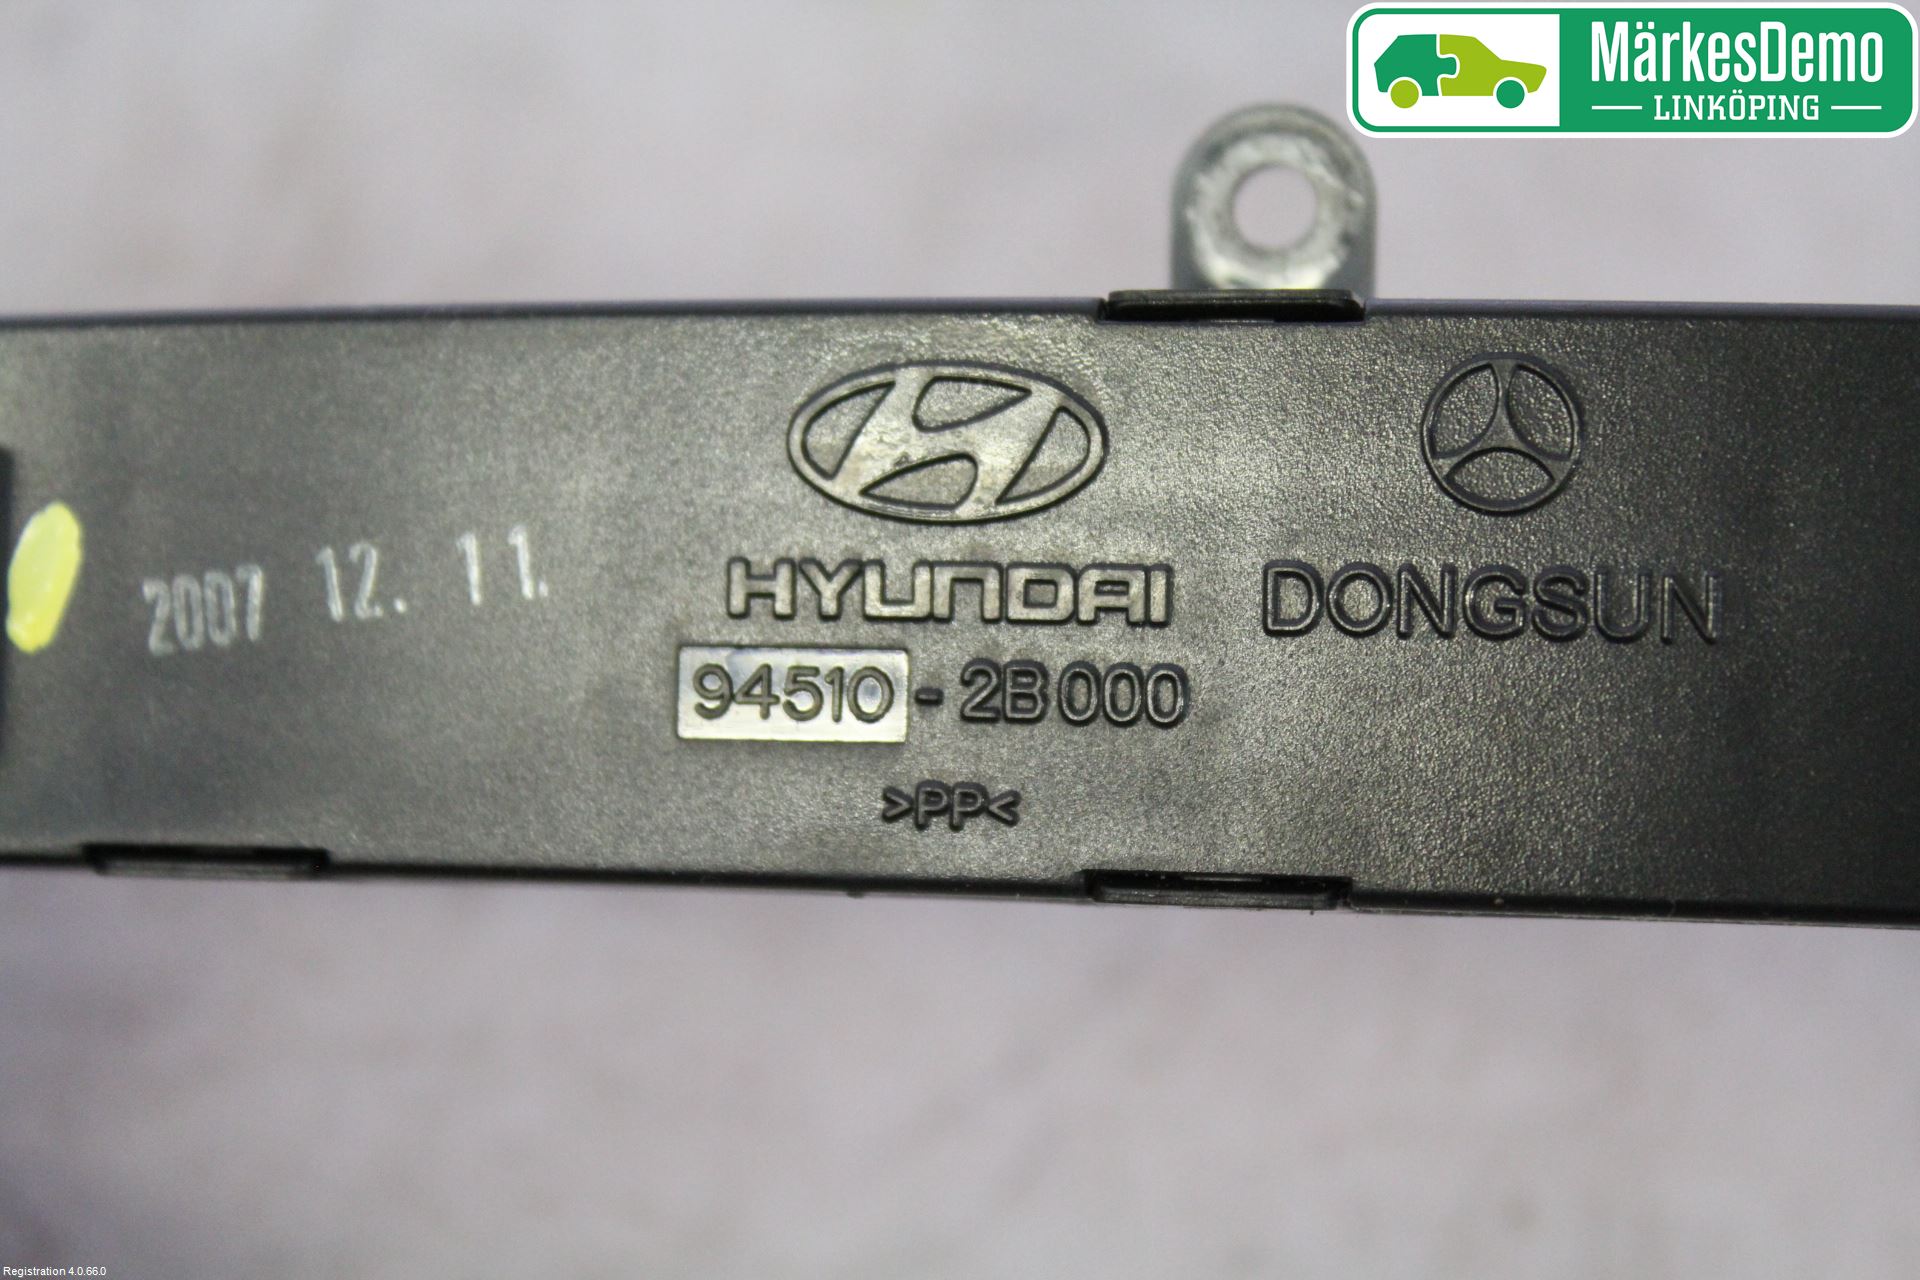 MärkesDemo
LINKÖPING
2007 12. 11.
HYUNDAI
DONGSUN
94510-2B000
>PP<
Registration 4.0.66.0